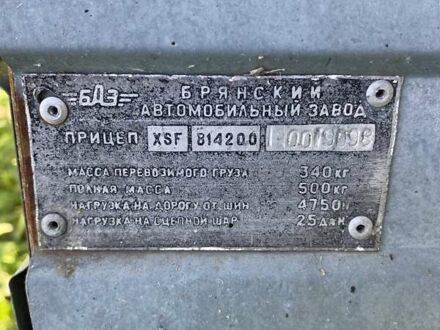 БАЗ БРЯНСКИЙ
АВТОМОБИЛЬНЫЙ ЗАВОД
ПРИЦЕП XSF 814200
МАССА ПЕРЕВОЗИМОГО ГРУЗА 340 кг
ПОЛНАЯ МАССА 500 кг
НАГРУЗКА НА ДОРОГУ ОТ ШИН 4750 Н
НАГРУЗКА НА СЦЕПНОЙ ШАР 25 даН